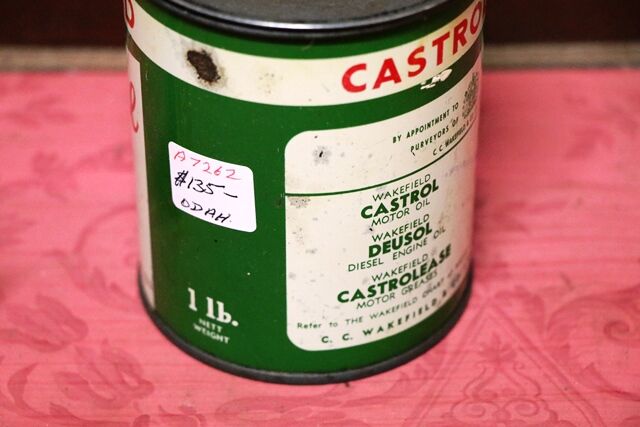 CASTRO
A7262
$135-
ODAH.
1 lb.
NETT
WEIGHT
BY APPOINTMENT TO
PURVEYORS OF
C. C. WAKEFIELD &
WAKEFIELD
CASTROL
MOTOR OIL
WAKEFIELD
DEUSOL
DIESEL ENGINE OIL
WAKEFIELD
CASTROLEASE
MOTOR GREASES
Refer to THE WAKEFIELD CHART
C. C. WAKEFIELD &